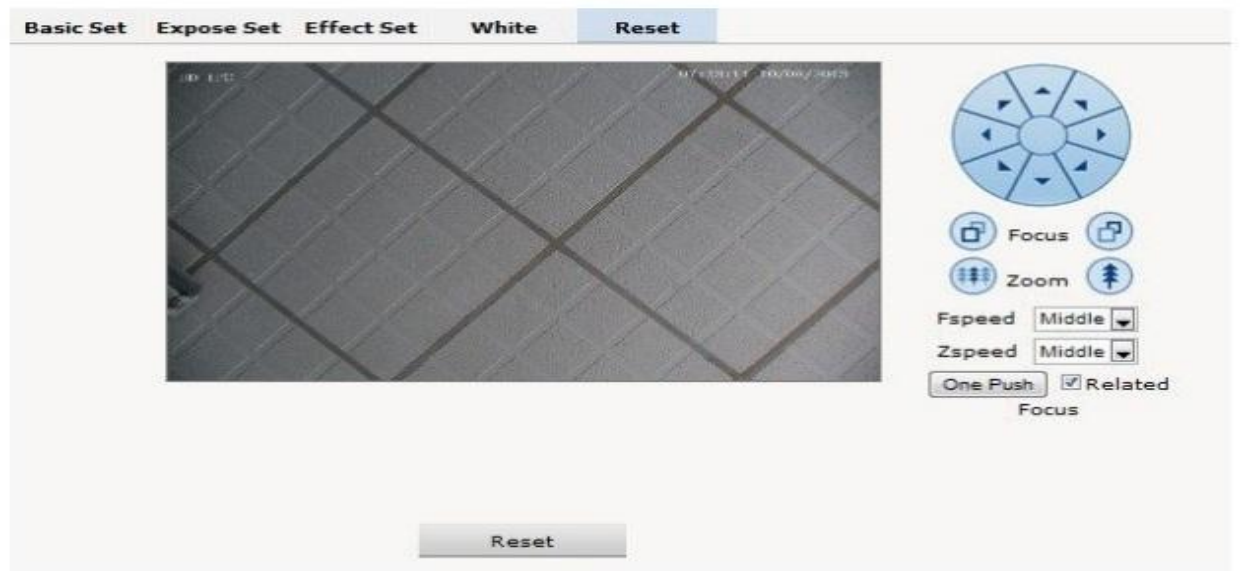 Basic Set Expose Set Effect Set White Reset
Focus
Zoom
Fspeed Middle
Zspeed Middle
One Push Related
Focus
Reset